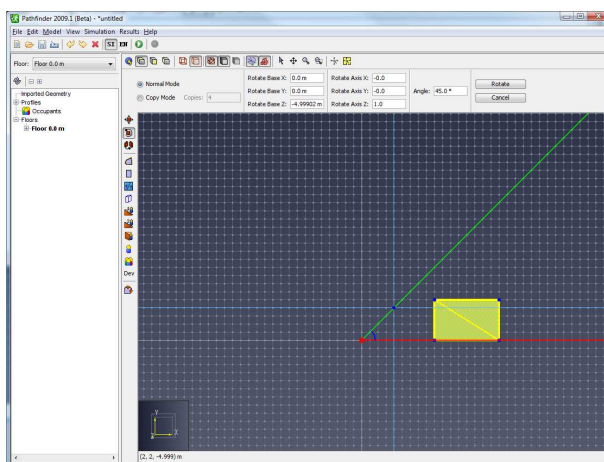 Pathfinder 2009.1 (Beta) - *untitled
File Edit Model View Simulation Results Help
SI EN
Floor: Floor 0.0 m
Imported Geometry
Profiles
Occupants
Floors
Floor 0.0 m
Normal Mode
Copy Mode Copies: 4
Rotate Base X: 0.0 m Rotate Axis X: -0.0
Rotate Base Y: 0.0 m Rotate Axis Y: -0.0
Rotate Base Z: -4.99902 m Rotate Axis Z: 1.0
Angle: 45.0 °
Rotate
Cancel
Dev
Y
Z X
(2, 2, -4.999) m